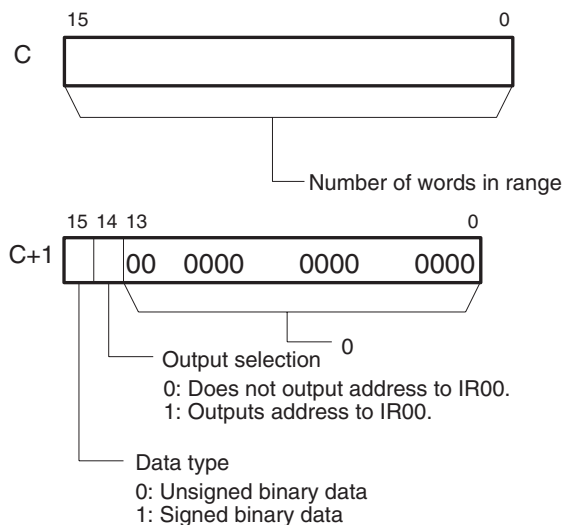 15 0
C
Number of words in range
15 14 13 0
C+1 00 0000 0000 0000
0
Output selection
0: Does not output address to IR00.
1: Outputs address to IR00.
Data type
0: Unsigned binary data
1: Signed binary data